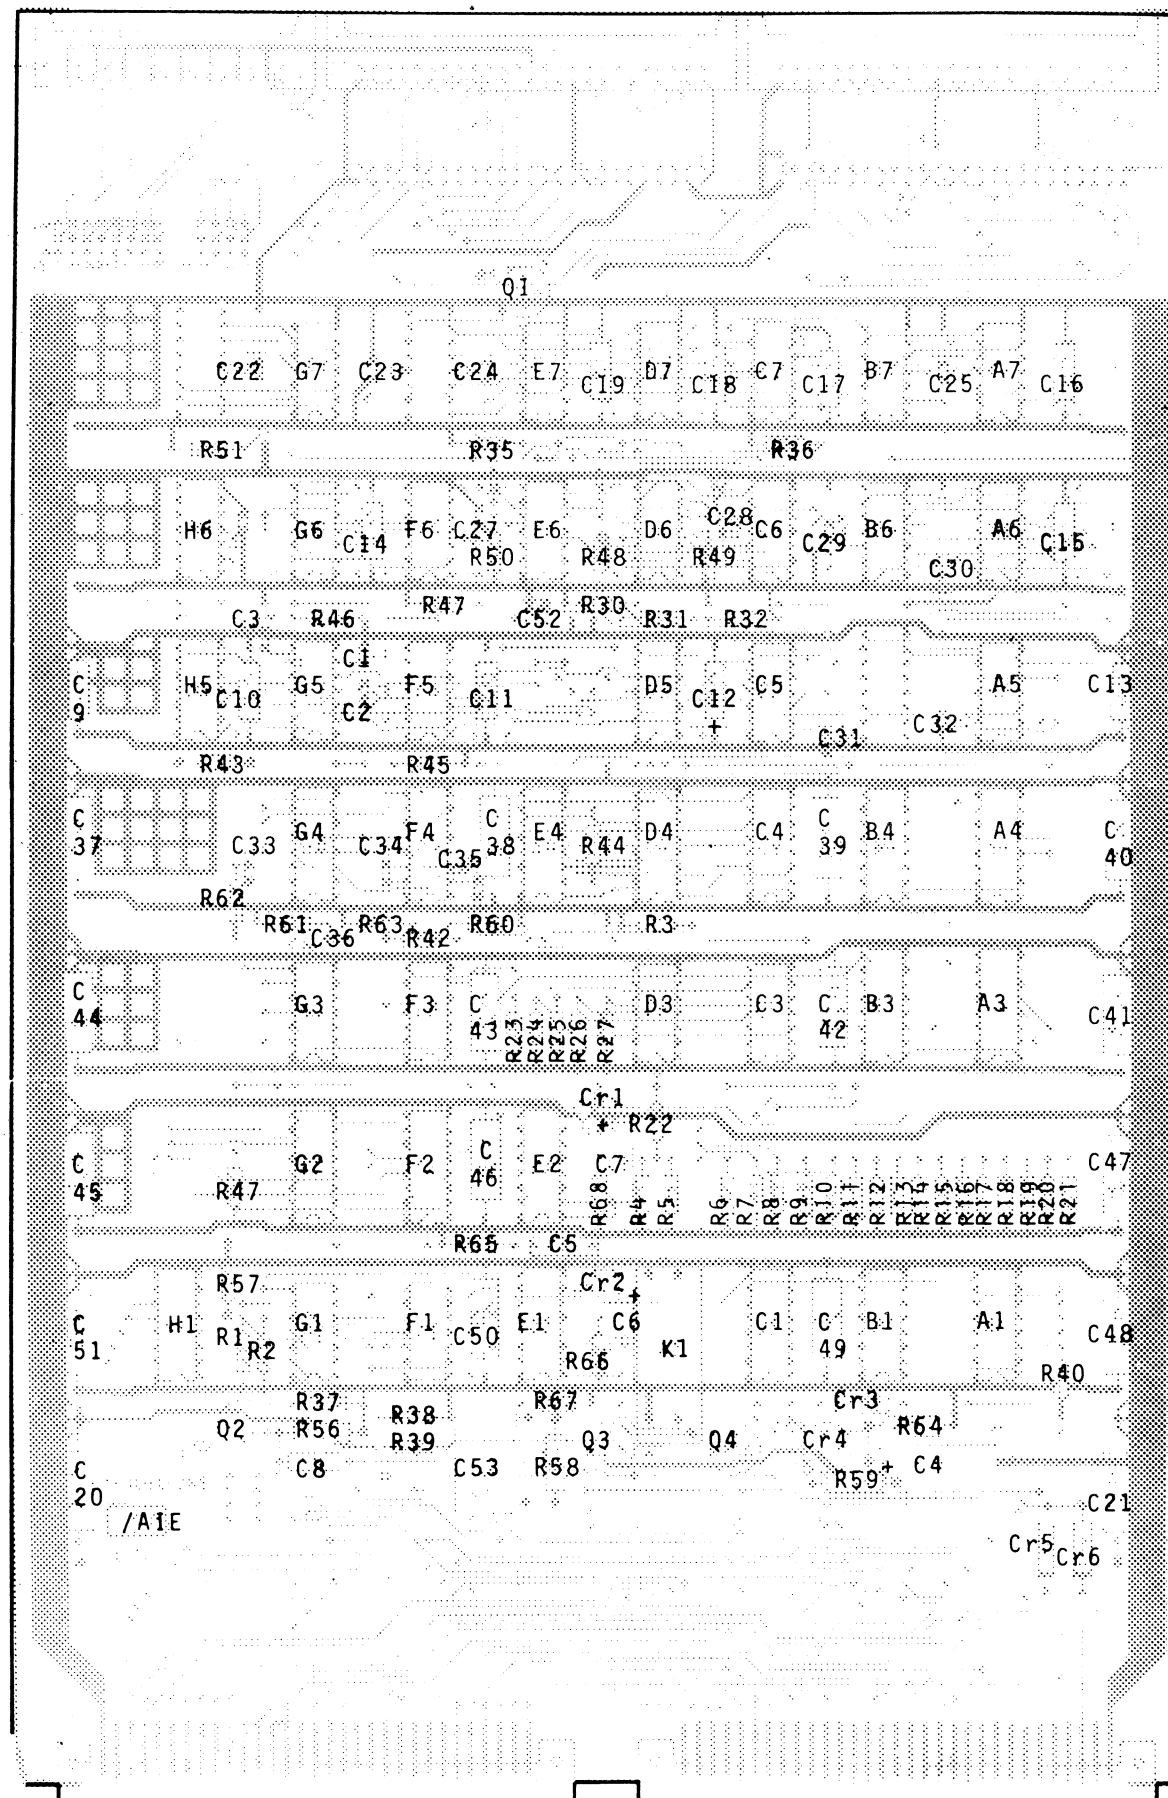 Q1
C22 G7 C23 C24 E7 C19 D7 C18 C7 C17 B7 C25 A7 C16
R51 R35 R36
H6 G6 C14 F6 C27 R50 E6 R48 D6 C28 R49 C6 C29 B6 C30 A6 C15
C3 R46 R47 C52 R30 R31 R32
C1
C 9 H5 C10 G5 C2 F5 C11 D5 C12 + C5 C31 C32 A5 C13
R43 R45
C 37 C33 G4 C34 F4 C35 C 38 E4 R44 D4 C4 C 39 B4 A4 C 40
R62
R61 C36 R63 R42 R60 R3
C 44 G3 F3 C 43 R23 R24 R25 R26 R27 D3 C3 C 42 B3 A3 C41
Cr1
+ R22
C 45 R47 G2 F2 C 46 E2 C7 C47
R68 R4 R5 R6 R7 R8 R9 R10 R11 R12 R13 R14 R15 R16 R17 R18 R19 R20 R21
R65 C5
R57 Cr2 +
C 51 H1 R1 R2 G1 F1 C50 E1 R66 C6 K1 C1 C 49 B1 A1 C48
R40
R37 R38 R67 Cr3
Q2 R56 R39 Q3 Q4 Cr4 R64
C 20 C8 C53 R58 R59 + C4
C21
/A1E
Cr5 Cr6